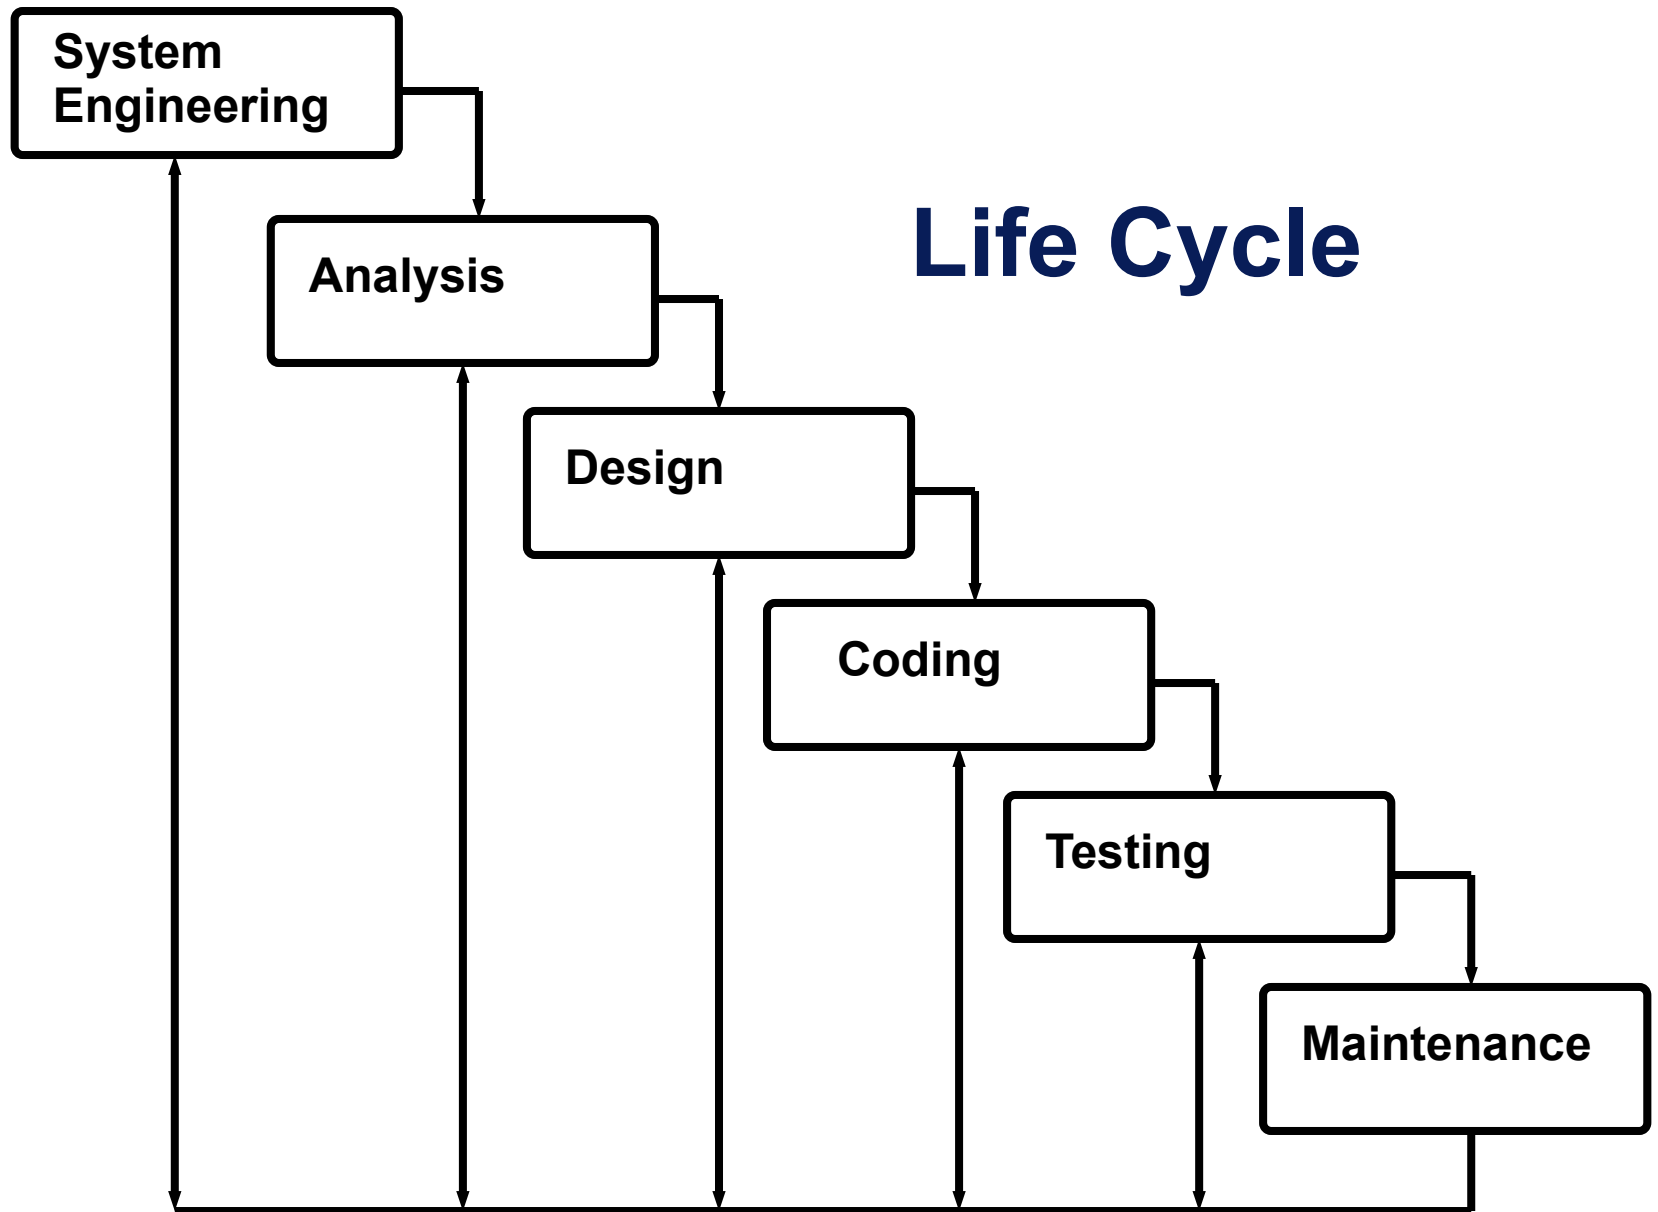 System
Engineering
Life Cycle
Analysis
Design
Coding
Testing
Maintenance